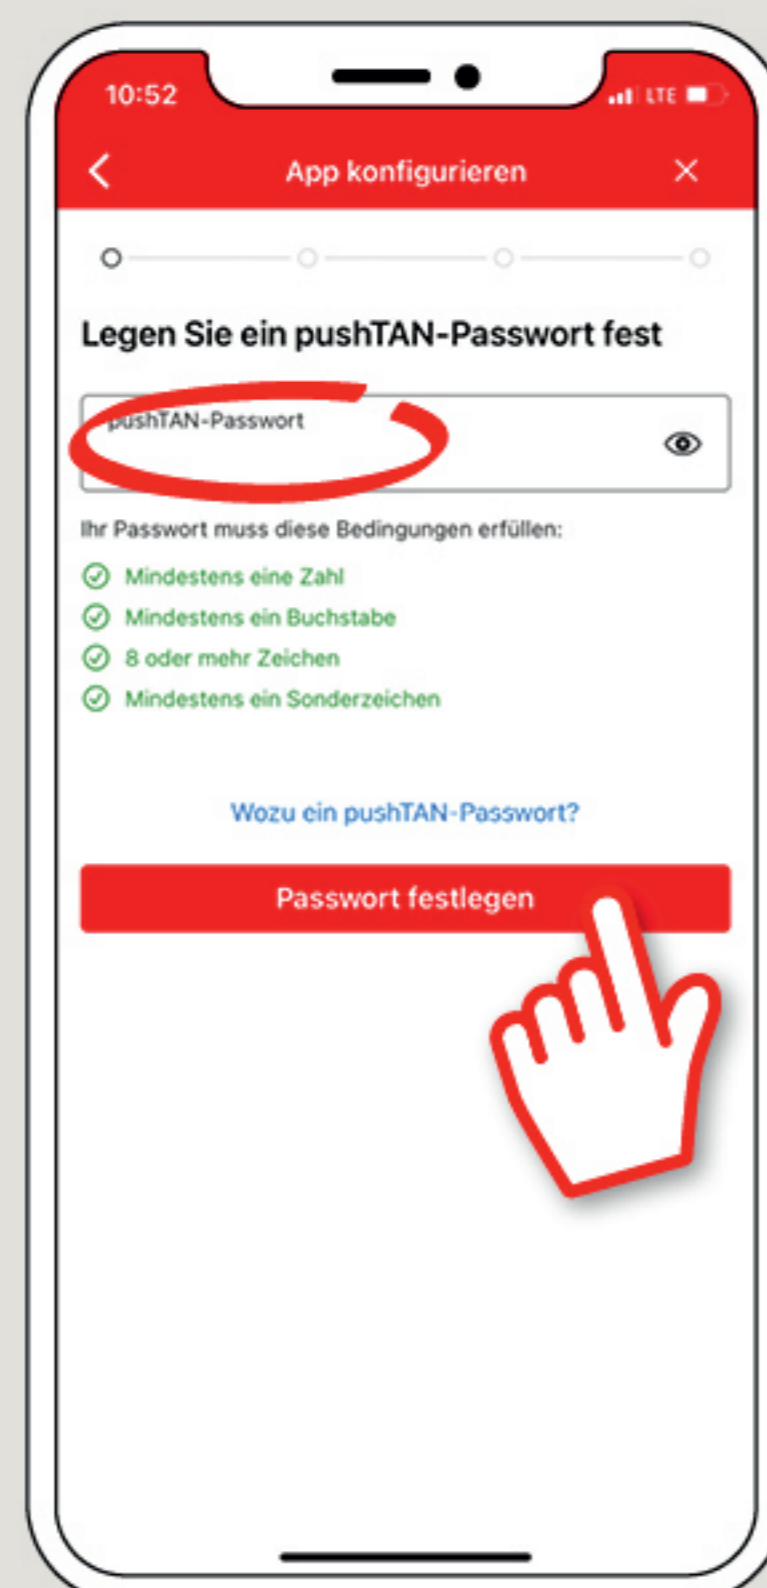 10:52
LTE
App konfigurieren
Legen Sie ein pushTAN-Passwort fest
pushTAN-Passwort
Ihr Passwort muss diese Bedingungen erfüllen:
Mindestens eine Zahl
Mindestens ein Buchstabe
8 oder mehr Zeichen
Mindestens ein Sonderzeichen
Wozu ein pushTAN-Passwort?
Passwort festlegen